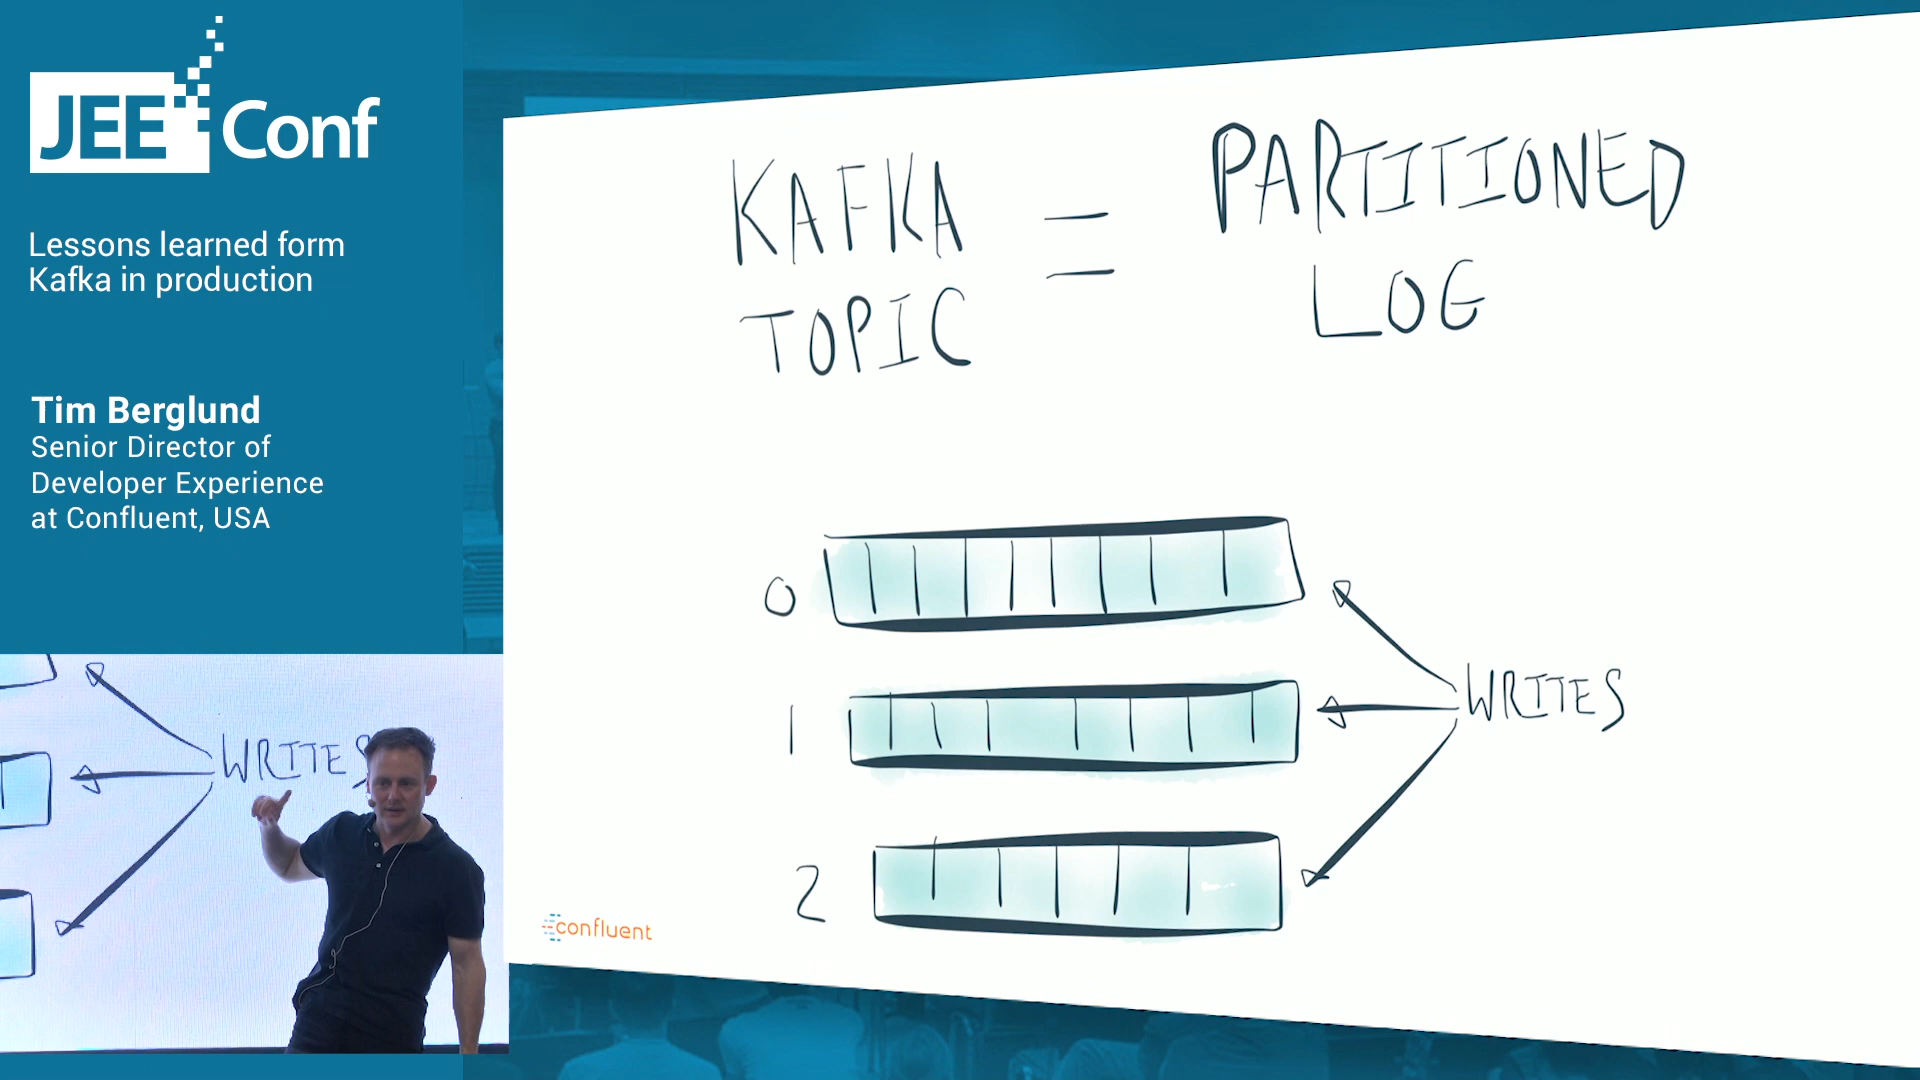 JEE Conf
Lessons learned form
Kafka in production
Tim Berglund
Senior Director of
Developer Experience
at Confluent, USA
KAFKA
TOPIC
=
PARTITIONED
LOG
0
1
2
WRITES
confluent
WRITES